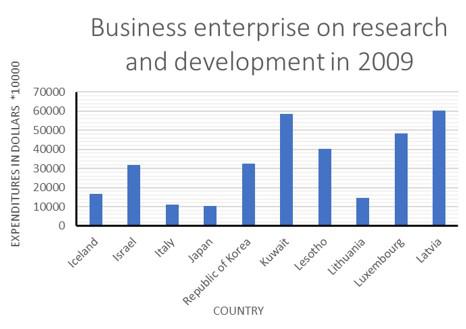 Business enterprise on research
and development in 2009
EXPENDITURES IN DOLLARS *10000
70000
60000
50000
40000
30000
20000
10000
0
Iceland
Israel
Italy
Japan
Republic of Korea
Kuwait
Lesotho
Lithuania
Luxembourg
Latvia
COUNTRY